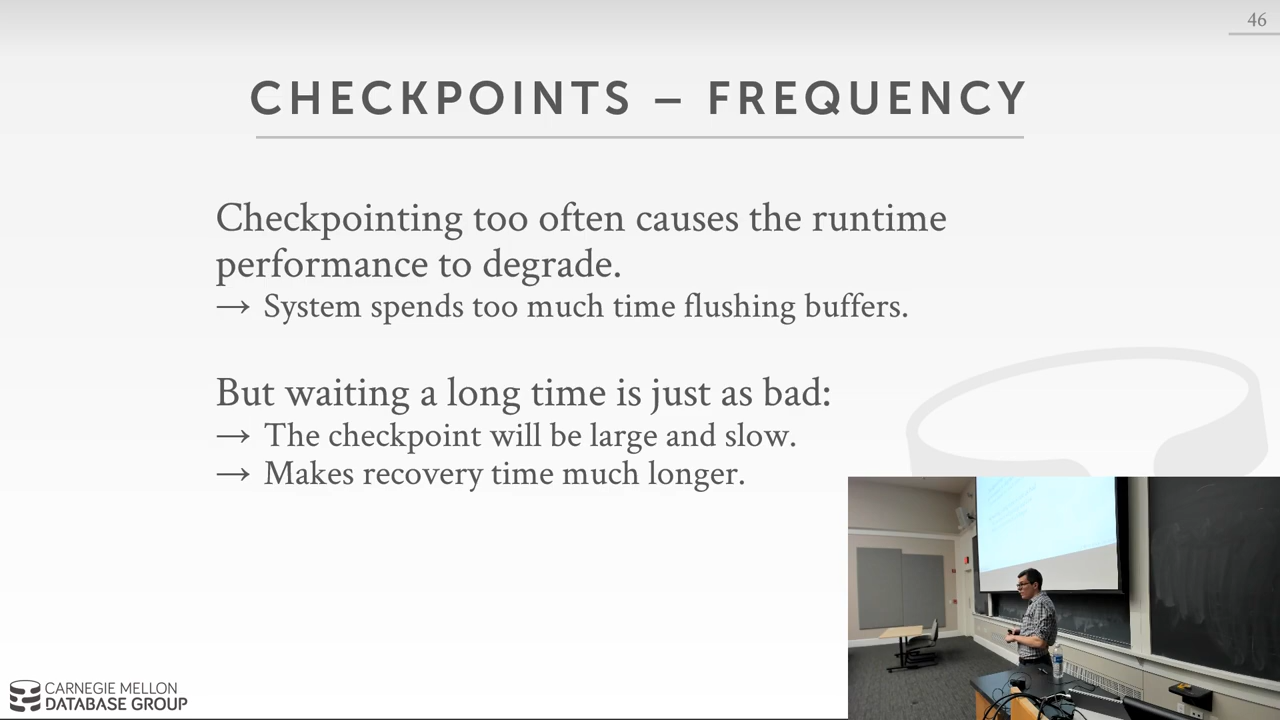 46
CHECKPOINTS – FREQUENCY
Checkpointing too often causes the runtime
performance to degrade.
→ System spends too much time flushing buffers.
But waiting a long time is just as bad:
→ The checkpoint will be large and slow.
→ Makes recovery time much longer.
CARNEGIE MELLON
DATABASE GROUP